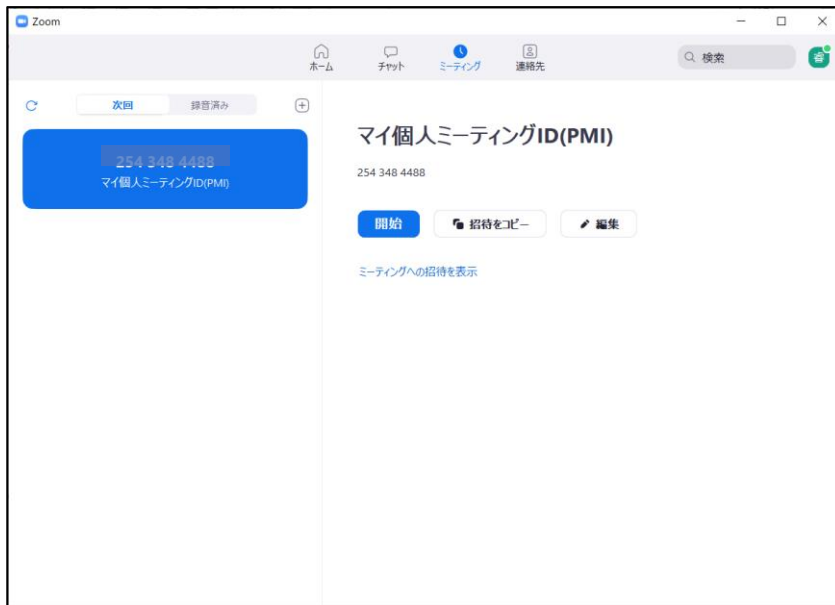 Zoom
ホーム
チャット
ミーティング
連絡先
検索
次回
録音済み
254 348 4488
マイ個人ミーティングID(PMI)
マイ個人ミーティングID(PMI)
254 348 4488
開始
招待をコピー
編集
ミーティングへの招待を表示